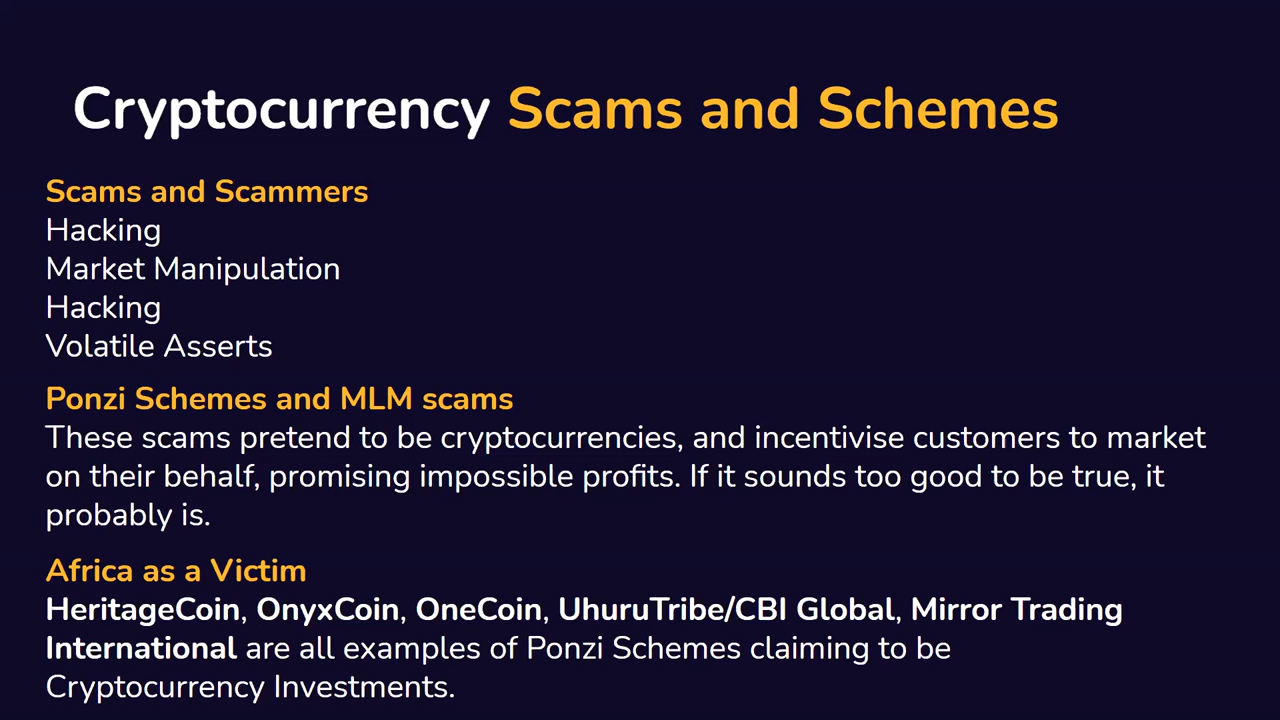 Cryptocurrency Scams and Schemes
Scams and Scammers
Hacking
Market Manipulation
Hacking
Volatile Asserts
Ponzi Schemes and MLM scams
These scams pretend to be cryptocurrencies, and incentivise customers to market
on their behalf, promising impossible profits. If it sounds too good to be true, it
probably is.
Africa as a Victim
HeritageCoin, OnyxCoin, OneCoin, UhuruTribe/CBI Global, Mirror Trading
International are all examples of Ponzi Schemes claiming to be
Cryptocurrency Investments.